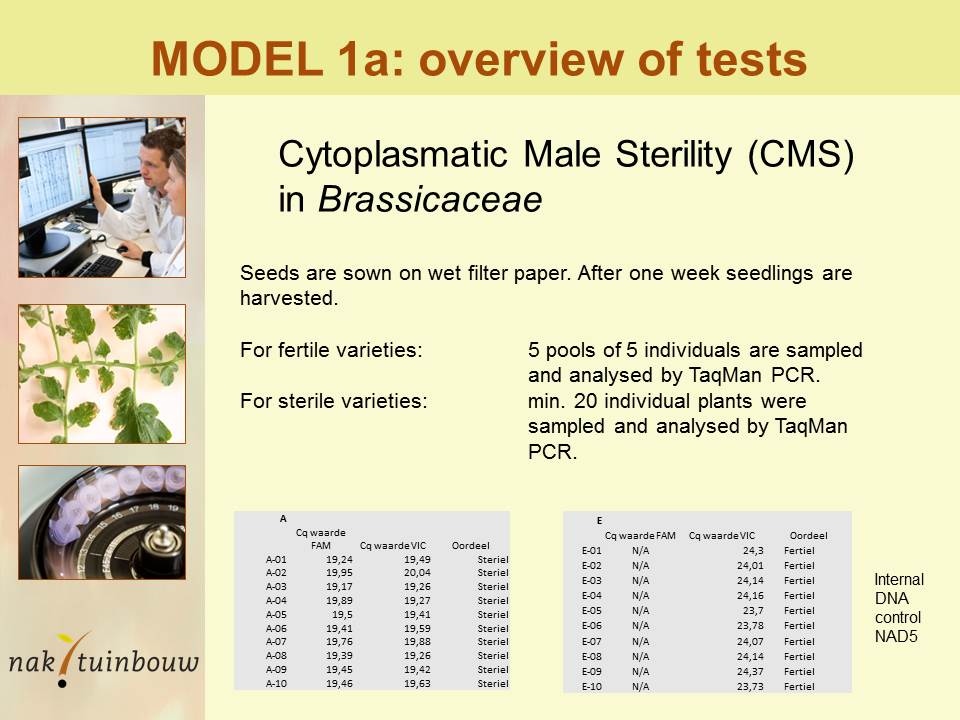 MODEL 1a: overview of tests
Cytoplasmatic Male Sterility (CMS)
in Brassicaceae
Seeds are sown on wet filter paper. After one week seedlings are
harvested.
For fertile varieties: 5 pools of 5 individuals are sampled
and analysed by TaqMan PCR.
For sterile varieties: min. 20 individual plants were
sampled and analysed by TaqMan
PCR.
A
Cq waarde
FAM Cq waarde VIC Oordeel
A-01 19,24 19,49 Steriel
A-02 19,95 20,04 Steriel
A-03 19,17 19,26 Steriel
A-04 19,89 19,27 Steriel
A-05 19,5 19,41 Steriel
A-06 19,41 19,59 Steriel
A-07 19,76 19,88 Steriel
A-08 19,39 19,26 Steriel
A-09 19,45 19,42 Steriel
A-10 19,46 19,63 Steriel
E
Cq waarde FAM Cq waarde VIC Oordeel
E-01 N/A 24,3 Fertiel
E-02 N/A 24,01 Fertiel
E-03 N/A 24,14 Fertiel
E-04 N/A 24,16 Fertiel
E-05 N/A 23,7 Fertiel
E-06 N/A 23,78 Fertiel
E-07 N/A 24,07 Fertiel
E-08 N/A 24,14 Fertiel
E-09 N/A 24,37 Fertiel
E-10 N/A 23,73 Fertiel
Internal
DNA
control
NAD5
nak tuinbouw